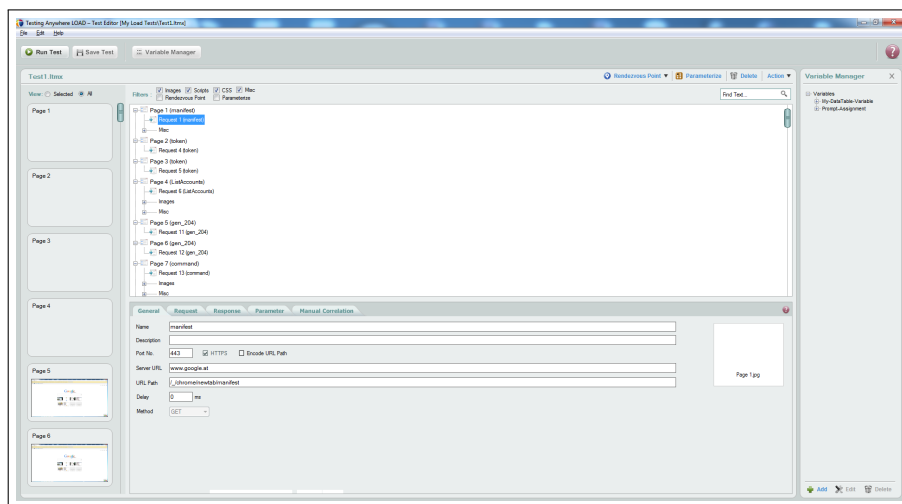 Testing Anywhere LOAD – Test Editor [My Load Tests\Test1.ltmx]
File Edit Help
Run Test Save Test Variable Manager
Test1.ltmx
Rendezvous Point Parameterize Delete Action
Variable Manager X
View: Selected All
Filters : Images Scripts CSS Misc
Rendezvous Point Parameterize
Find Text...
Page 1
Page 2
Page 3
Page 4
Page 5
Page 6
Page 1 (manifest)
Request 1 (manifest)
Misc
Page 2 (token)
Request 4 (token)
Page 3 (token)
Request 5 (token)
Page 4 (ListAccounts)
Request 6 (ListAccounts)
Images
Misc
Page 5 (gen_204)
Request 11 (gen_204)
Page 6 (gen_204)
Request 12 (gen_204)
Page 7 (command)
Request 13 (command)
Images
Misc
General Request Response Parameter Manual Correlation
Name manifest
Description
Port No. 443 HTTPS Encode URL Path
Server URL www.google.at
URL Path /_/chrome/newtab/manifest
Delay 0 ms
Method GET
Page 1.jpg
Variables
My-DataTable-Variable
Prompt-Assignment
Add Edit Delete